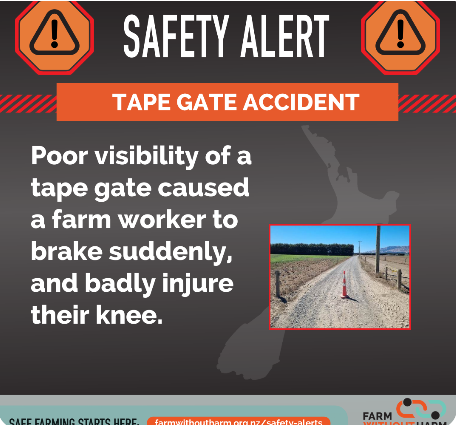 SAFETY ALERT
TAPE GATE ACCIDENT
Poor visibility of a
tape gate caused
a farm worker to
brake suddenly,
and badly injure
their knee.
SAFE FARMING STARTS HERE.
farmwithoutharm.org.nz/safety-alerts
FARM
WITHOUT HARM